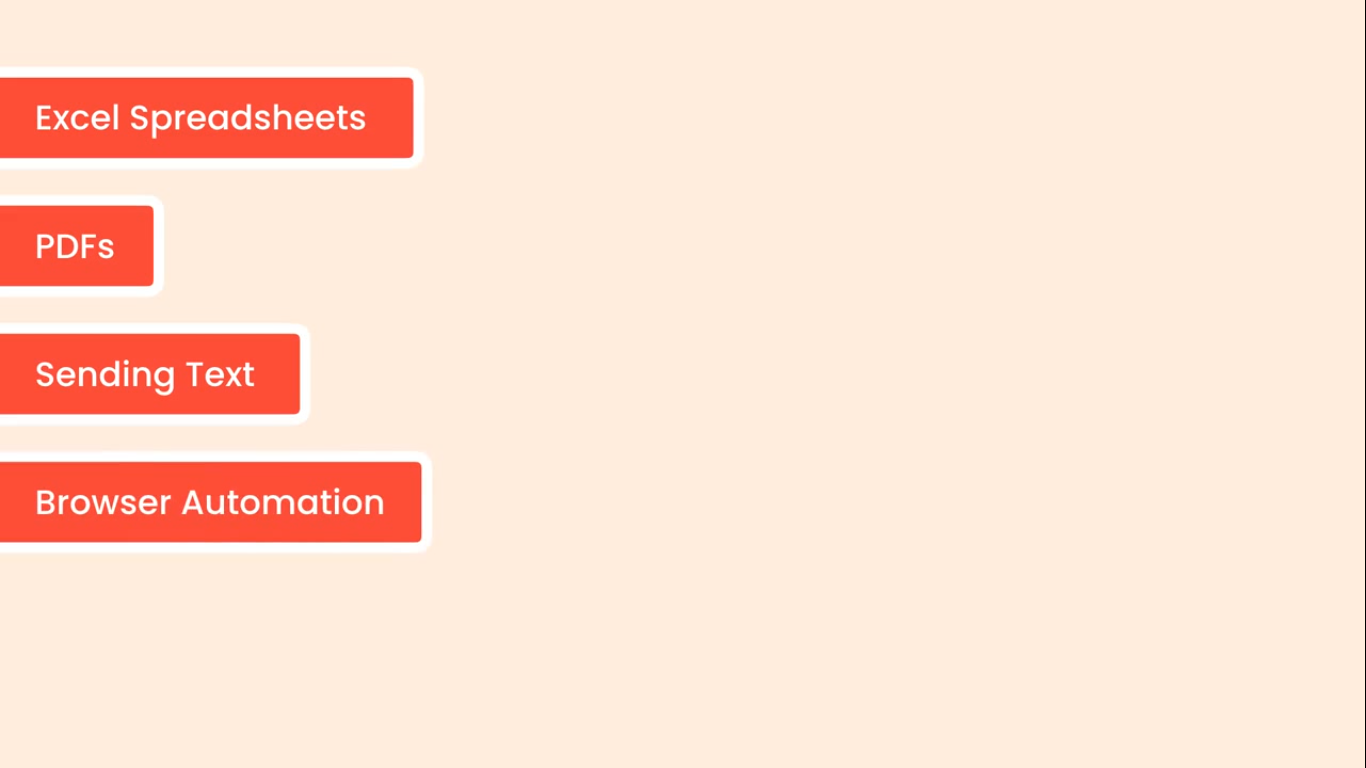 Excel Spreadsheets
PDFs
Sending Text
Browser Automation